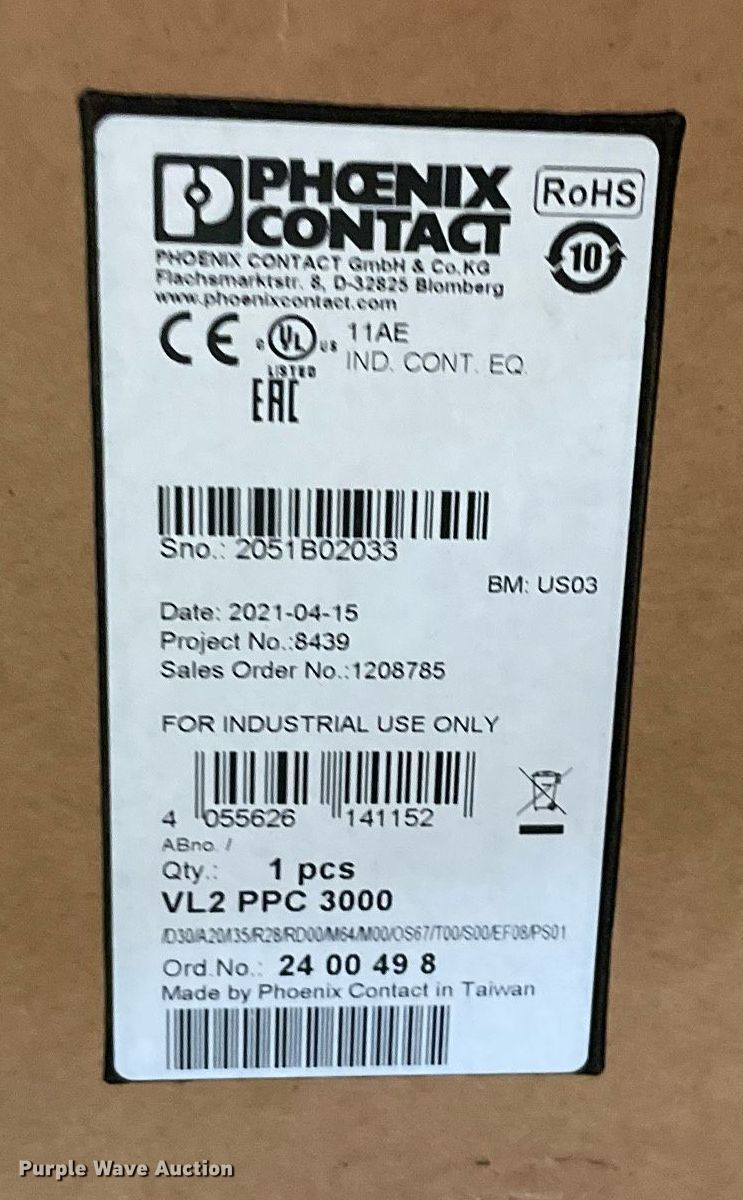 PHŒNIX
CONTACT
RoHS
10
PHOENIX CONTACT GmbH & Co.KG
Flachsmarktstr. 8, D-32825 Blomberg
www.phoenixcontact.com
CE c UL us 11AE
LISTED IND. CONT. EQ.
EAC
Sno.: 2051B02033
BM: US03
Date: 2021-04-15
Project No.:8439
Sales Order No.:1208785
FOR INDUSTRIAL USE ONLY
4 055626 141152
ABno. /
Qty.: 1 pcs
VL2 PPC 3000
/D30/A20/I35/R28/RD00/M64/M00/OS67/T00/S00/EF08/PS01
Ord.No.: 24 00 49 8
Made by Phoenix Contact in Taiwan
Purple Wave Auction